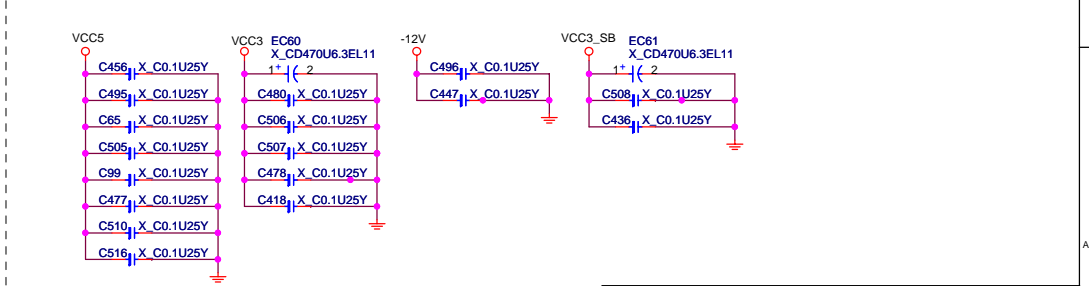 VCC5
C456 X_C0.1U25Y
C495 X_C0.1U25Y
C65 X_C0.1U25Y
C505 X_C0.1U25Y
C99 X_C0.1U25Y
C477 X_C0.1U25Y
C510 X_C0.1U25Y
C516 X_C0.1U25Y
VCC3
EC60
X_CD470U6.3EL11
1 + 2
C480 X_C0.1U25Y
C506 X_C0.1U25Y
C507 X_C0.1U25Y
C478 X_C0.1U25Y
C418 X_C0.1U25Y
-12V
C496 X_C0.1U25Y
C447 X_C0.1U25Y
VCC3_SB
EC61
X_CD470U6.3EL11
1 + 2
C508 X_C0.1U25Y
C436 X_C0.1U25Y
A